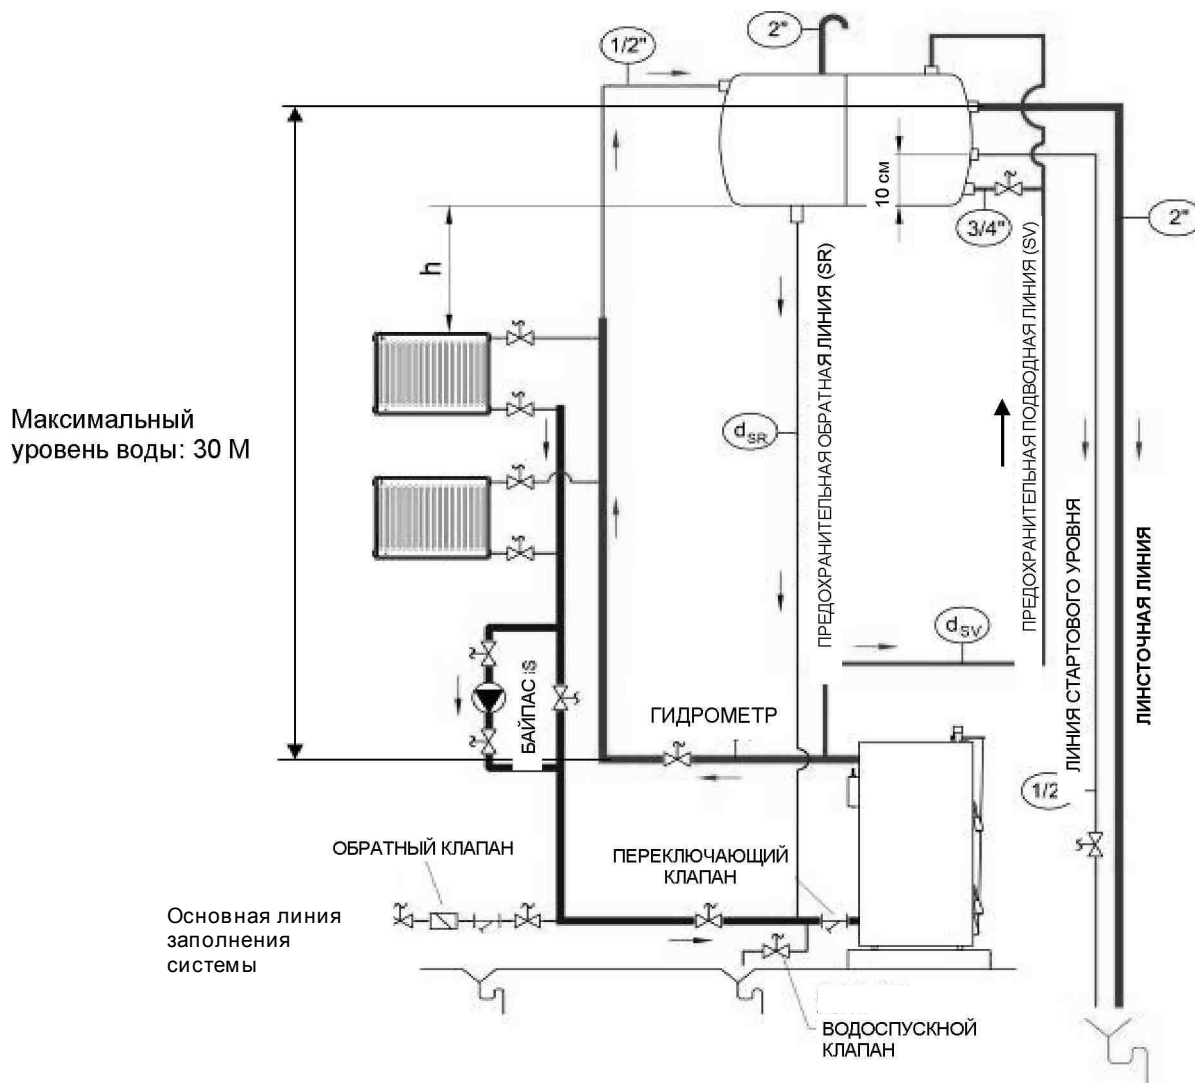 2"
1/2"
10 см
3/4"
2"
h
ПРЕДОХРАНИТЕЛЬНАЯ ОБРАТНАЯ ЛИНИЯ (SR)
ПРЕДОХРАНИТЕЛЬНАЯ ПОДВОДНАЯ ЛИНИЯ (SV)
Максимальный
уровень воды: 30 М
dSR
ЛИНИЯ СТАРТОВОГО УРОВНЯ
ЛИНСТОЧНАЯ ЛИНИЯ
dSV
БАЙПАС is
ГИДРОМЕТР
1/2
ОБРАТНЫЙ КЛАПАН
ПЕРЕКЛЮЧАЮЩИЙ
КЛАПАН
Основная линия
заполнения
системы
ВОДОСПУСКНОЙ
КЛАПАН